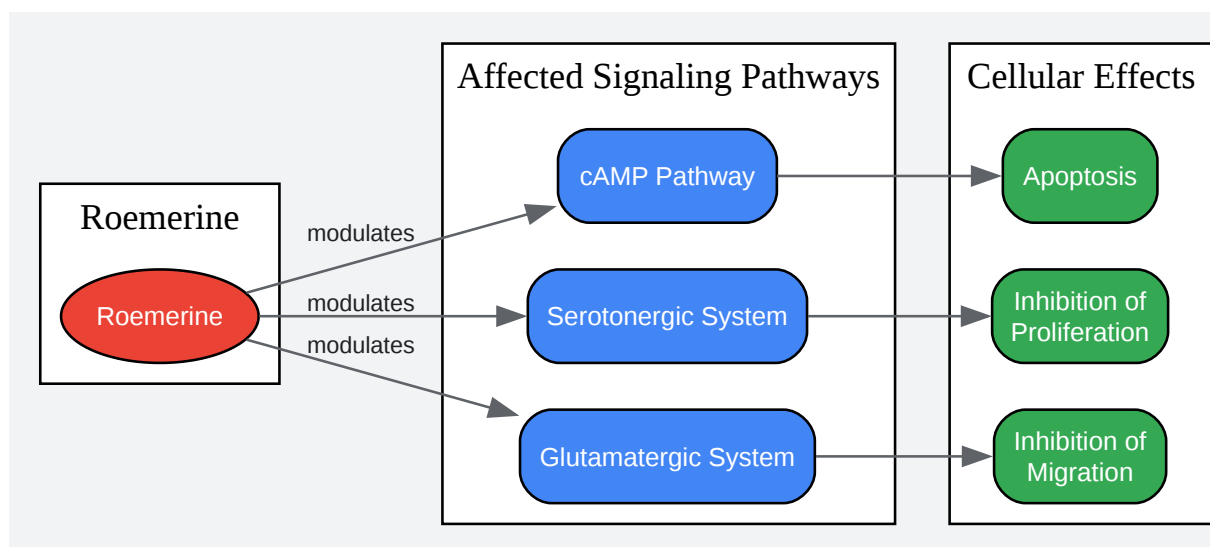 Roemerine
Roemerine
modulates
modulates
modulates
Affected Signaling Pathways
cAMP Pathway
Serotonergic System
Glutamatergic System
Cellular Effects
Apoptosis
Inhibition of
Proliferation
Inhibition of
Migration